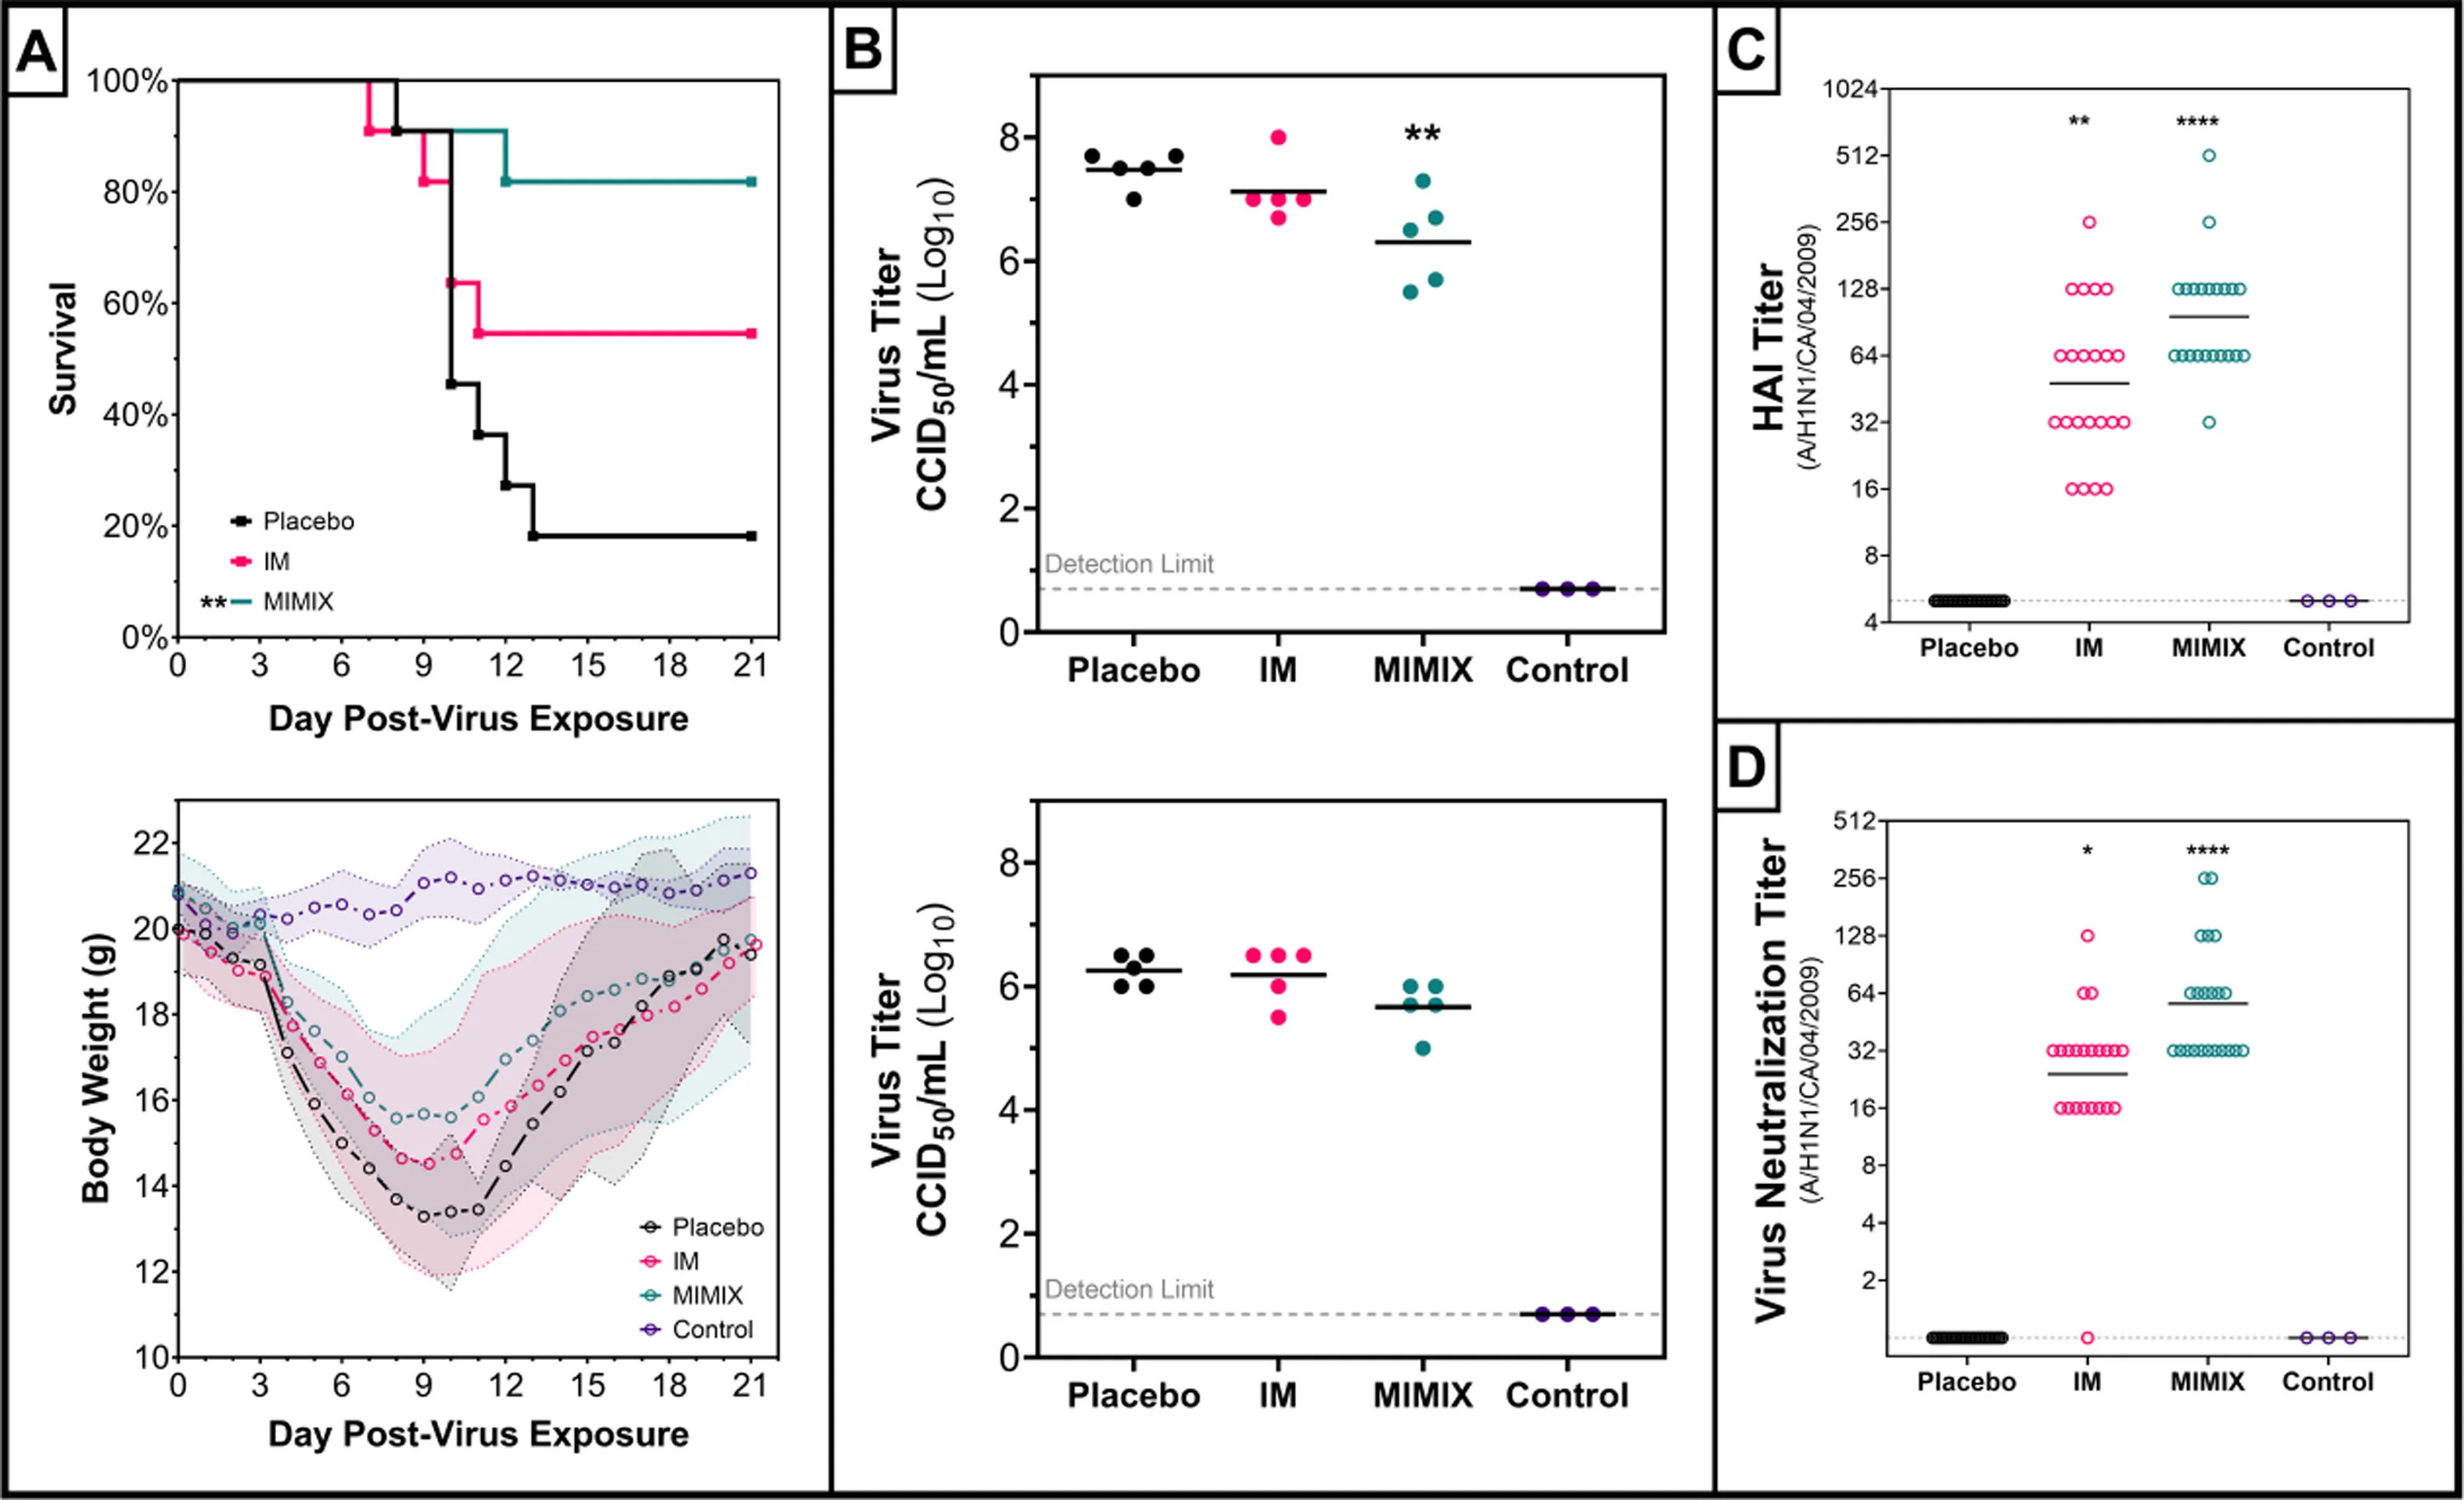 A
100%
80%
60%
40%
20%
0%
Survival
Placebo
IM
** MIMIX
0 3 6 9 12 15 18 21
Day Post-Virus Exposure
22
20
18
16
14
12
10
Body Weight (g)
Placebo
IM
MIMIX
Control
0 3 6 9 12 15 18 21
Day Post-Virus Exposure
B
8
6
4
2
0
Virus Titer
CCID50/mL (Log10)
**
Detection Limit
Placebo IM MIMIX Control
8
6
4
2
0
Virus Titer
CCID50/mL (Log10)
Detection Limit
Placebo IM MIMIX Control
C
1024
512
256
128
64
32
16
8
4
HAI Titer
(A/H1N1/CA/04/2009)
** ****
Placebo IM MIMIX Control
D
512
256
128
64
32
16
8
4
2
Virus Neutralization Titer
(A/H1N1/CA/04/2009)
* ****
Placebo IM MIMIX Control